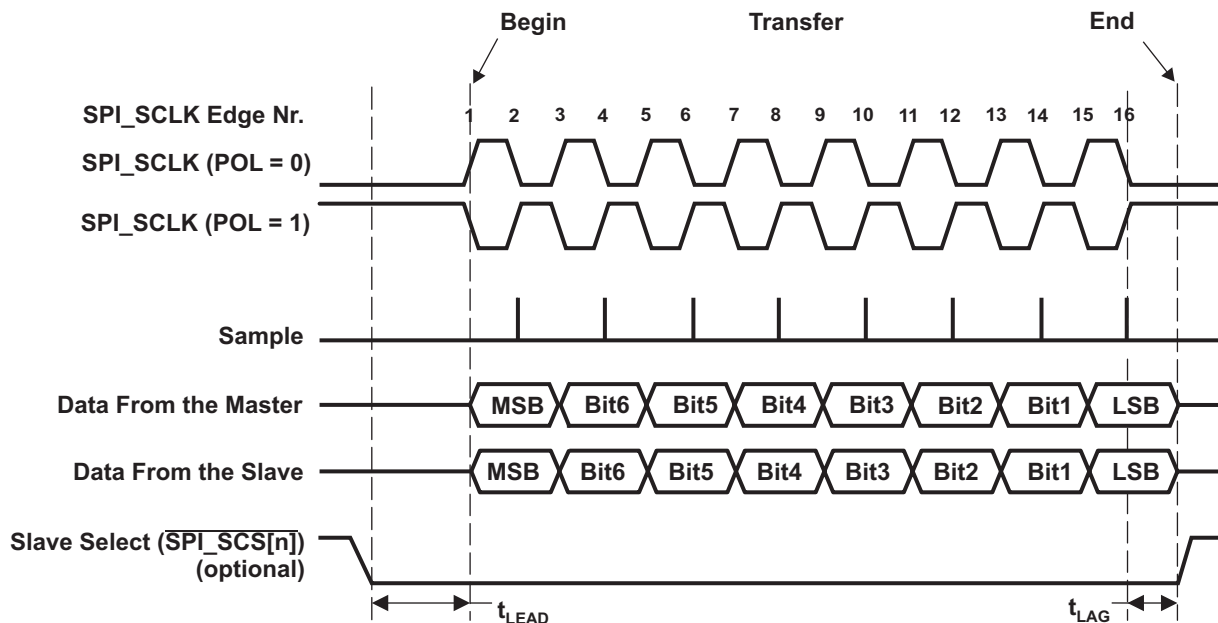 Begin Transfer End
SPI_SCLK Edge Nr. 1 2 3 4 5 6 7 8 9 10 11 12 13 14 15 16
SPI_SCLK (POL = 0)
SPI_SCLK (POL = 1)
Sample
Data From the Master MSB Bit6 Bit5 Bit4 Bit3 Bit2 Bit1 LSB
Data From the Slave MSB Bit6 Bit5 Bit4 Bit3 Bit2 Bit1 LSB
Slave Select (SPI_SCS[n])
(optional)
tLEAD tLAG